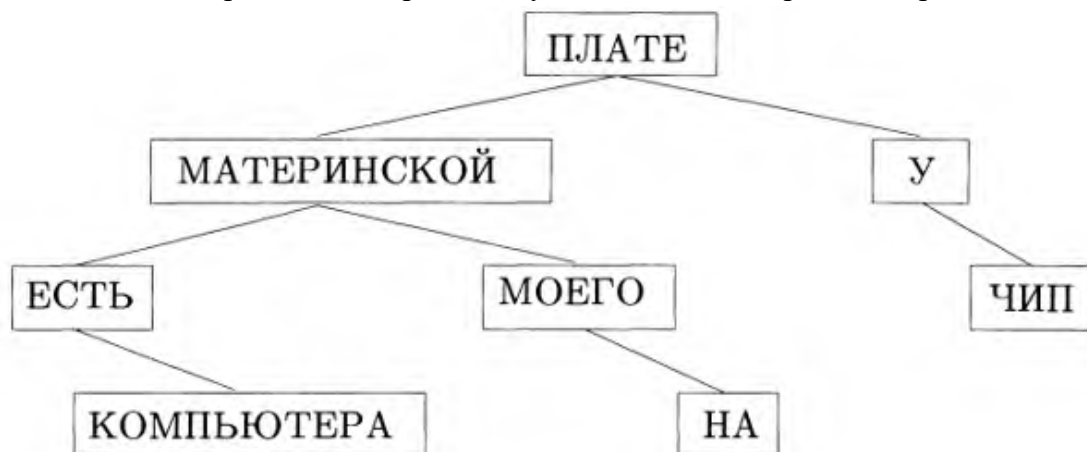 ПЛАТЕ
МАТЕРИНСКОЙ
У
ЕСТЬ
МОЕГО
ЧИП
КОМПЬЮТЕРА
НА